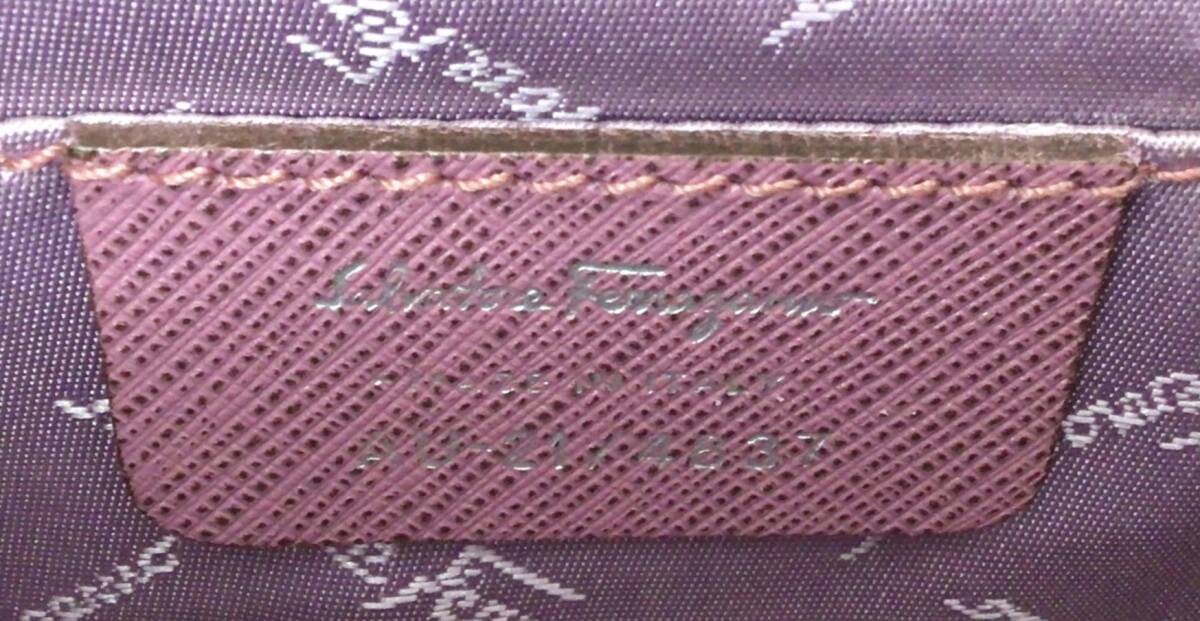 Salvatore Ferragamo
MADE IN ITALY
AU-21/4637